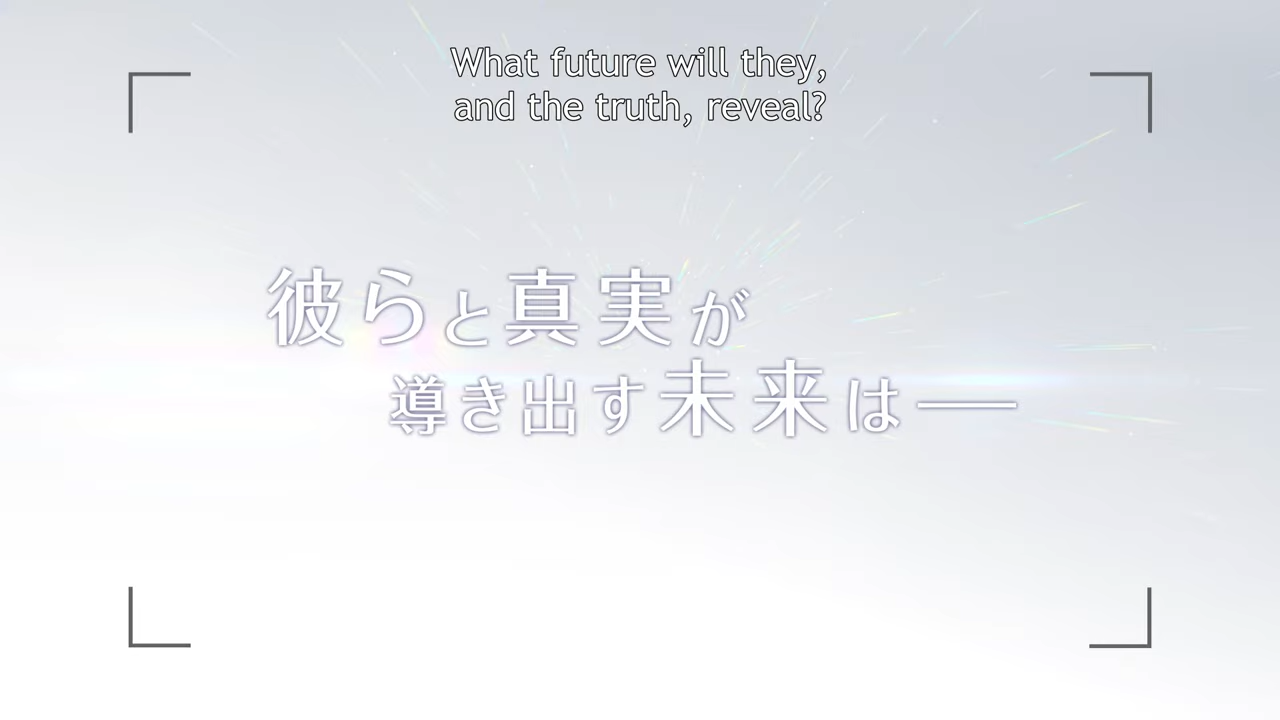 What future will they,
and the truth, reveal?
彼らと真実が
導き出す未来は──